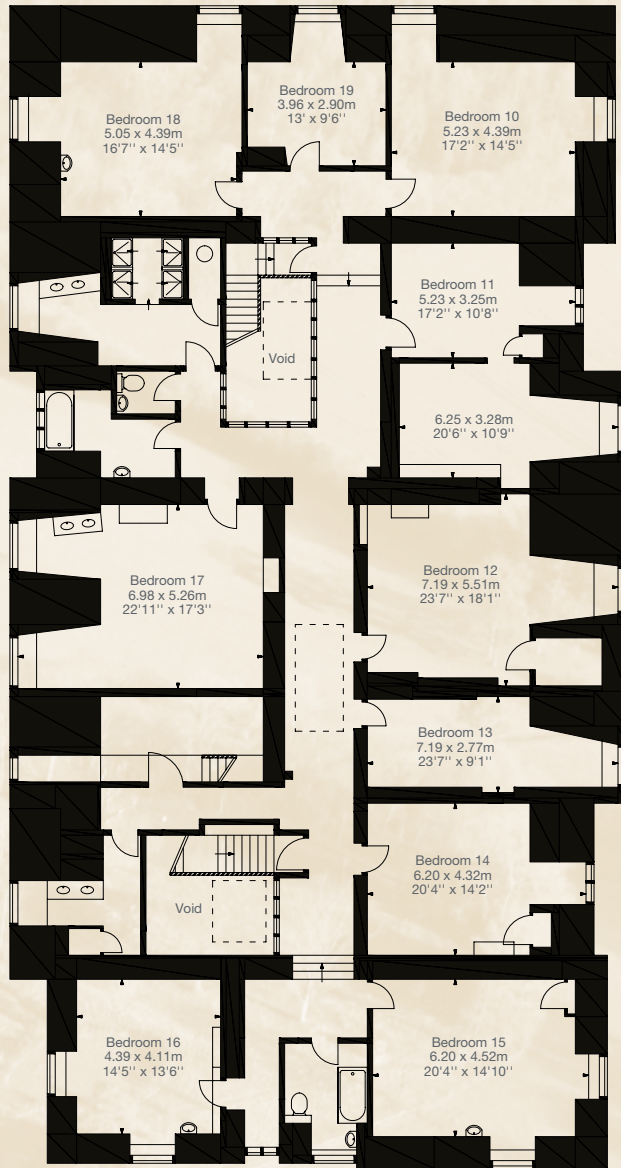 Bedroom 18
5.05 x 4.39m
16'7'' x 14'5''
Bedroom 19
3.96 x 2.90m
13' x 9'6''
Bedroom 10
5.23 x 4.39m
17'2'' x 14'5''
Bedroom 11
5.23 x 3.25m
17'2'' x 10'8''
Void
6.25 x 3.28m
20'6'' x 10'9''
Bedroom 17
6.98 x 5.26m
22'11'' x 17'3''
Bedroom 12
7.19 x 5.51m
23'7'' x 18'1''
Bedroom 13
7.19 x 2.77m
23'7'' x 9'1''
Bedroom 14
6.20 x 4.32m
20'4'' x 14'2''
Void
Bedroom 16
4.39 x 4.11m
14'5'' x 13'6''
Bedroom 15
6.20 x 4.52m
20'4'' x 14'10''